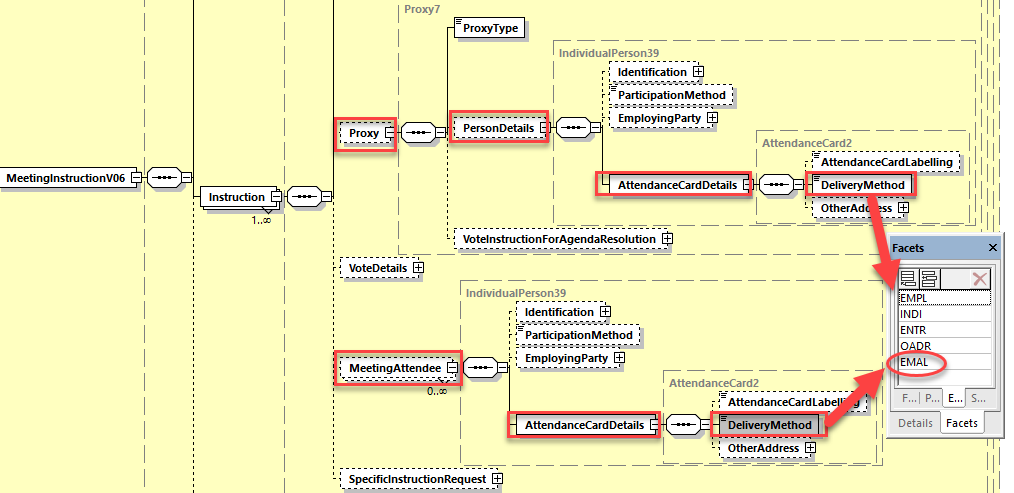 Proxy7
ProxyType
IndividualPerson39
Identification
ParticipationMethod
EmployingParty
Proxy
PersonDetails
AttendanceCard2
AttendanceCardLabelling
MeetingInstructionV06
Instruction
1..∞
AttendanceCardDetails
DeliveryMethod
OtherAddress
VoteInstructionForAgendaResolution
VoteDetails
Facets
EMPL
INDI
ENTR
OADR
EMAL
F... P... E... S...
Details Facets
IndividualPerson39
Identification
ParticipationMethod
EmployingParty
MeetingAttendee
0..∞
AttendanceCard2
AttendanceCardLabelling
AttendanceCardDetails
DeliveryMethod
OtherAddress
SpecificInstructionRequest